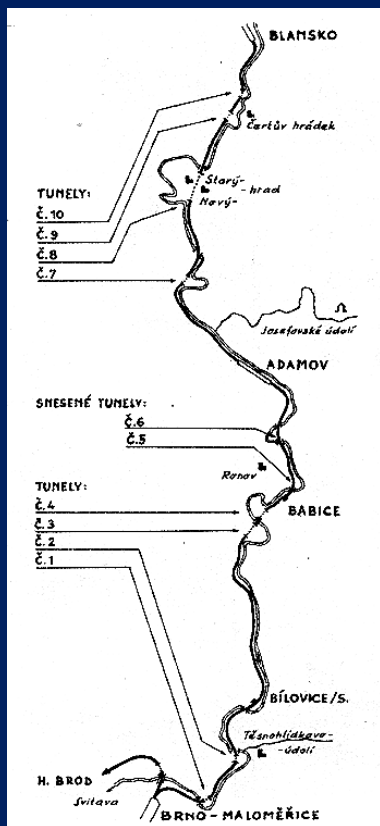 BLANSKO
Čertův hrádek
TUNELY:
Starý-
-hrad
Nový-
Č.10
Č.9
Č.8
Č.7
Josefovské údolí
ADAMOV
SNESENÉ TUNELY:
Č.6
Č.5
Ronov
TUNELY:
Č.4
BABICE
Č.3
Č.2
Č.1
BÍLOVICE/S.
Těsnohlídkova-
-údolí
H. BROD
Svitava
BRNO-MALOMĚŘICE